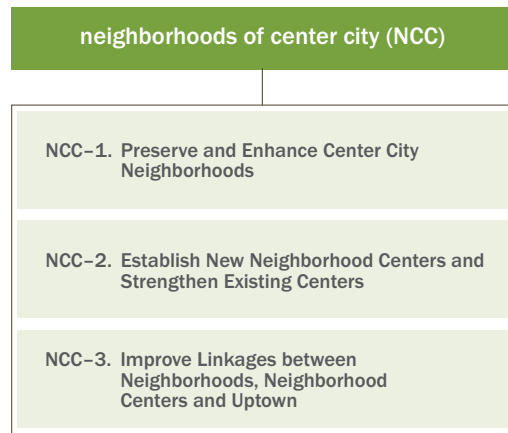 neighborhoods of center city (NCC)
NCC–1. Preserve and Enhance Center City
Neighborhoods
NCC–2. Establish New Neighborhood Centers and
Strengthen Existing Centers
NCC–3. Improve Linkages between
Neighborhoods, Neighborhood
Centers and Uptown